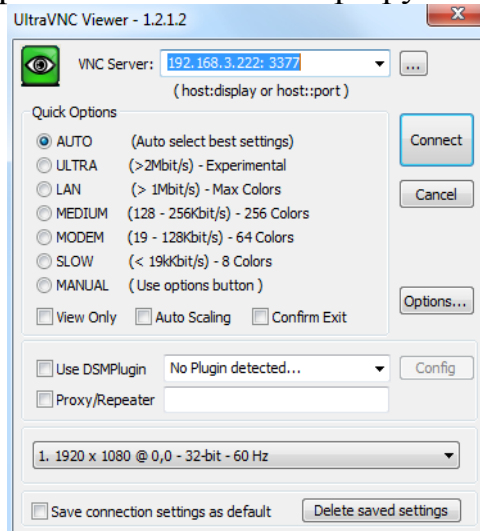 UltraVNC Viewer - 1.2.1.2
VNC Server: 192.168.3.222: 3377 ...
( host:display or host::port )
Quick Options
AUTO (Auto select best settings) Connect
ULTRA (>2Mbit/s) - Experimental
LAN (> 1Mbit/s) - Max Colors Cancel
MEDIUM (128 - 256Kbit/s) - 256 Colors
MODEM (19 - 128Kbit/s) - 64 Colors
SLOW (< 19kKbit/s) - 8 Colors
MANUAL ( Use options button )
Options...
View Only Auto Scaling Confirm Exit
Use DSMPlugin No Plugin detected... Config
Proxy/Repeater
1. 1920 x 1080 @ 0,0 - 32-bit - 60 Hz
Save connection settings as default Delete saved settings